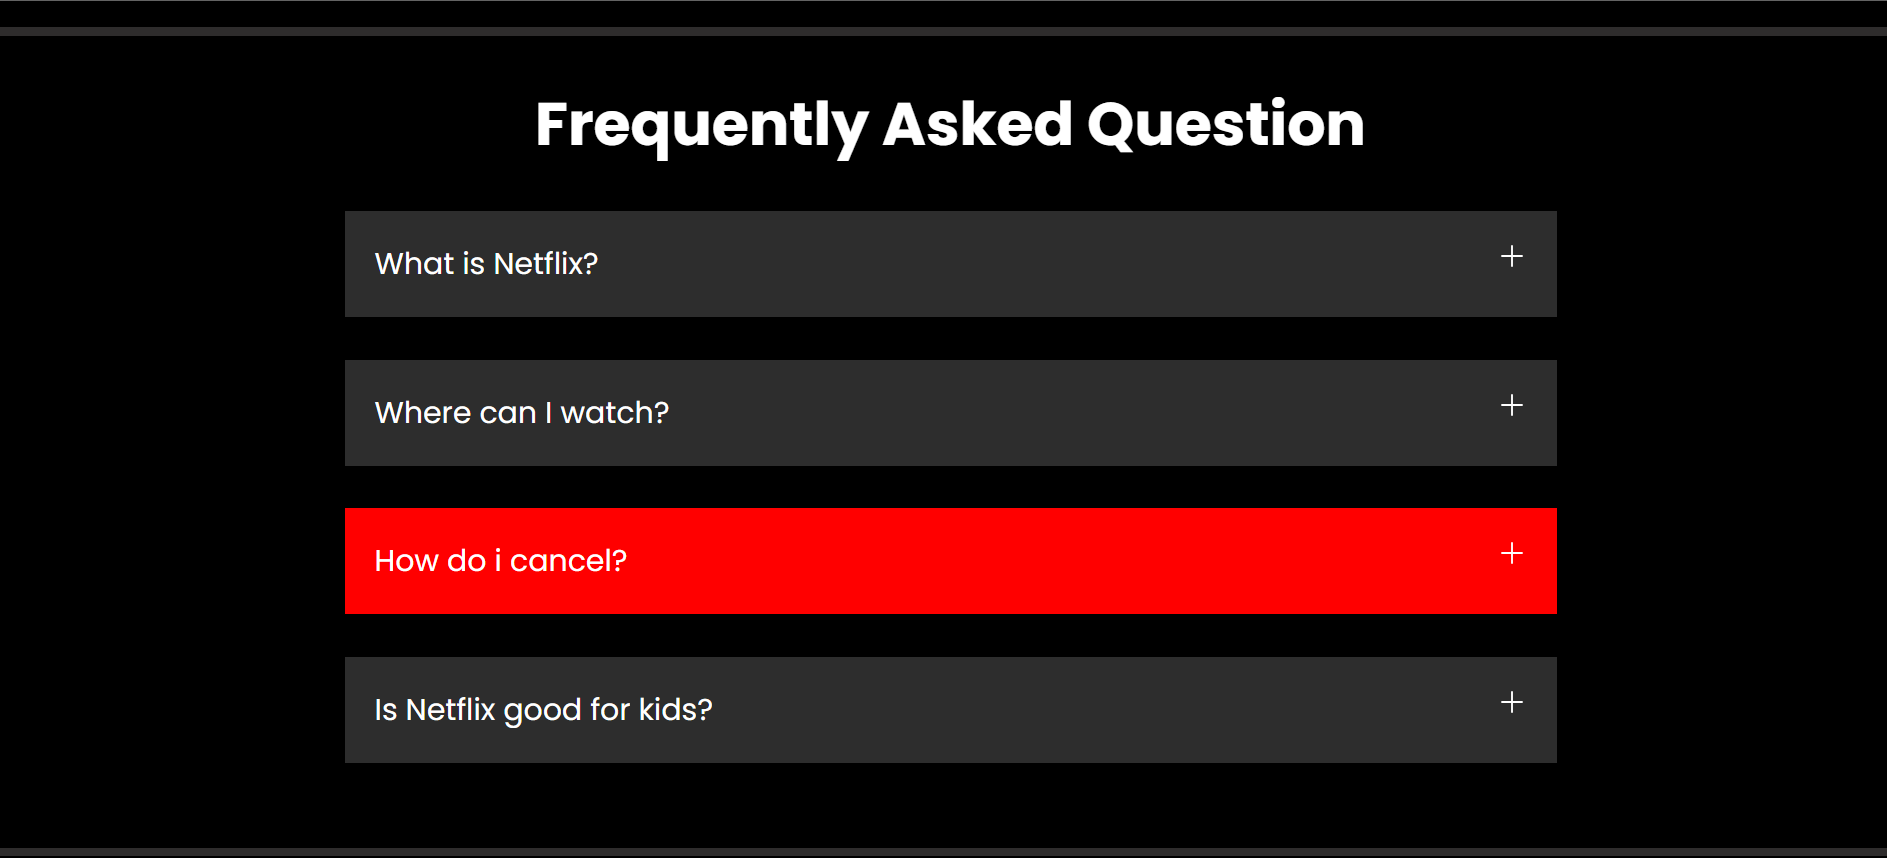 Frequently Asked Question
What is Netflix?
Where can I watch?
How do i cancel?
Is Netflix good for kids?